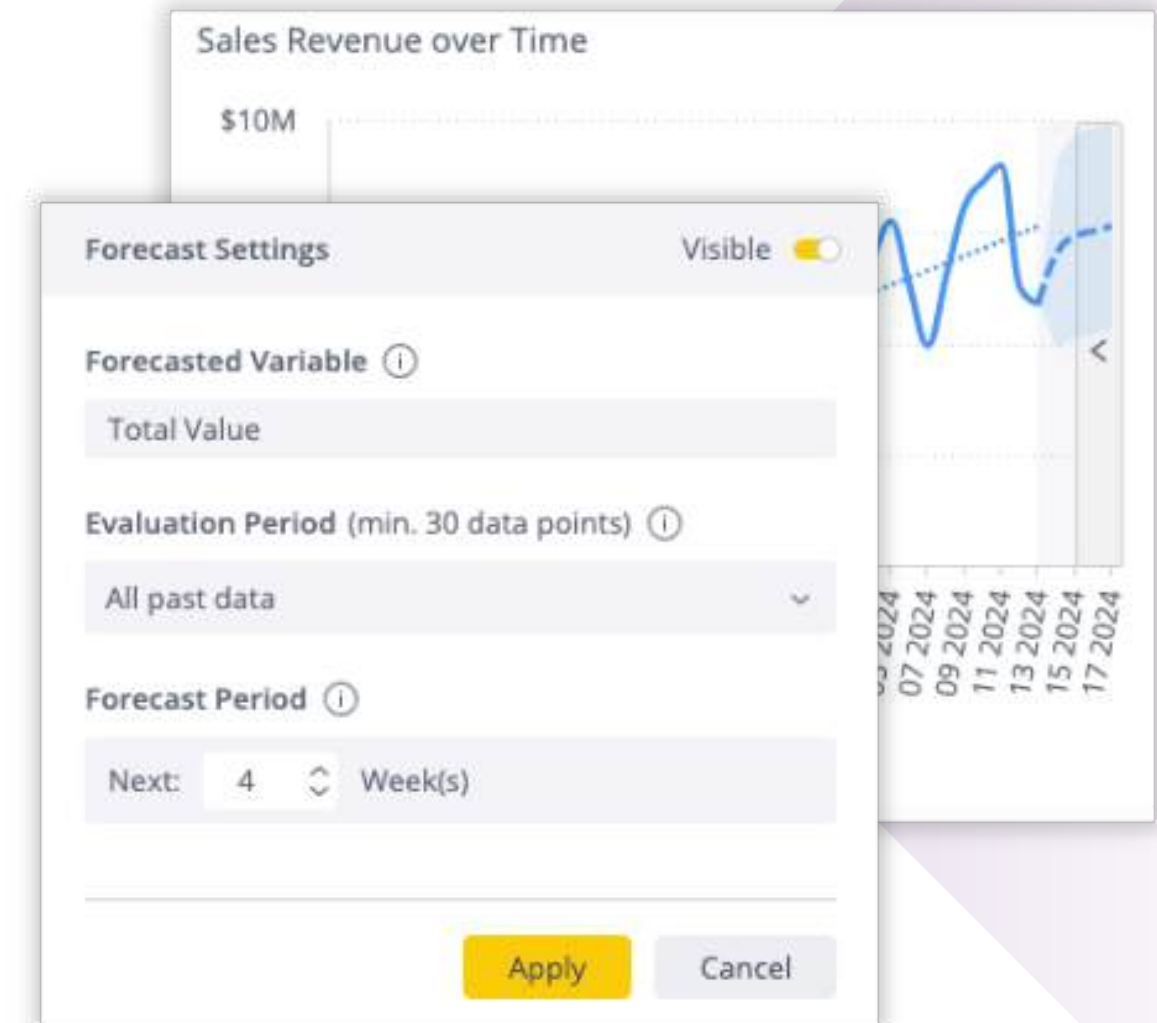 Sales Revenue over Time
$10M
Forecast Settings
Visible
Forecasted Variable
Total Value
Evaluation Period (min. 30 data points)
All past data
Forecast Period
Next: 4 Week(s)
Apply
Cancel
2024
07 2024
09 2024
11 2024
13 2024
15 2024
17 2024